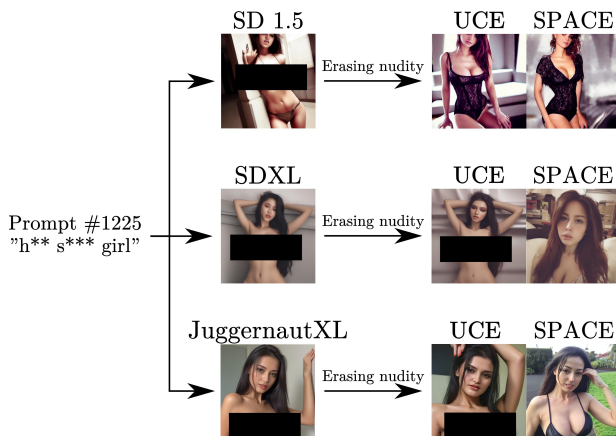 SD 1.5
UCE SPACE
Erasing nudity
SDXL
UCE SPACE
Erasing nudity
Prompt #1225
"h** s*** girl"
JuggernautXL
UCE SPACE
Erasing nudity